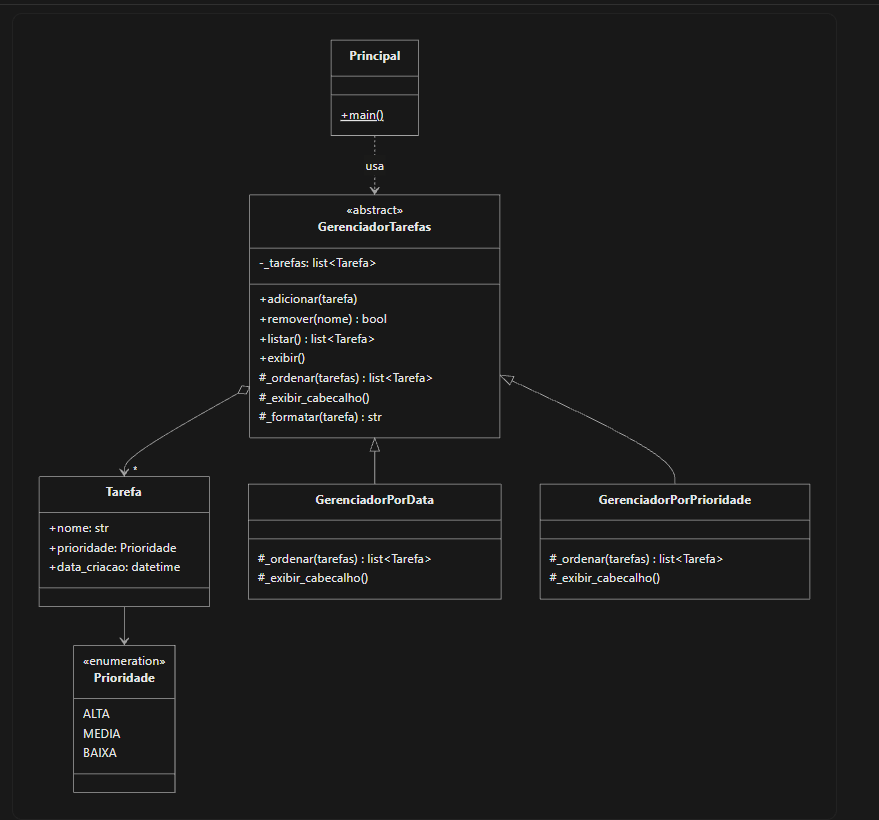 Principal
+main()
usa
«abstract»
GerenciadorTarefas
-_tarefas: list<Tarefa>
+adicionar(tarefa)
+remover(nome) : bool
+listar() : list<Tarefa>
+exibir()
#_ordenar(tarefas) : list<Tarefa>
#_exibir_cabecalho()
#_formatar(tarefa) : str
*
Tarefa
+nome: str
+prioridade: Prioridade
+data_criacao: datetime
GerenciadorPorData
#_ordenar(tarefas) : list<Tarefa>
#_exibir_cabecalho()
GerenciadorPorPrioridade
#_ordenar(tarefas) : list<Tarefa>
#_exibir_cabecalho()
«enumeration»
Prioridade
ALTA
MEDIA
BAIXA